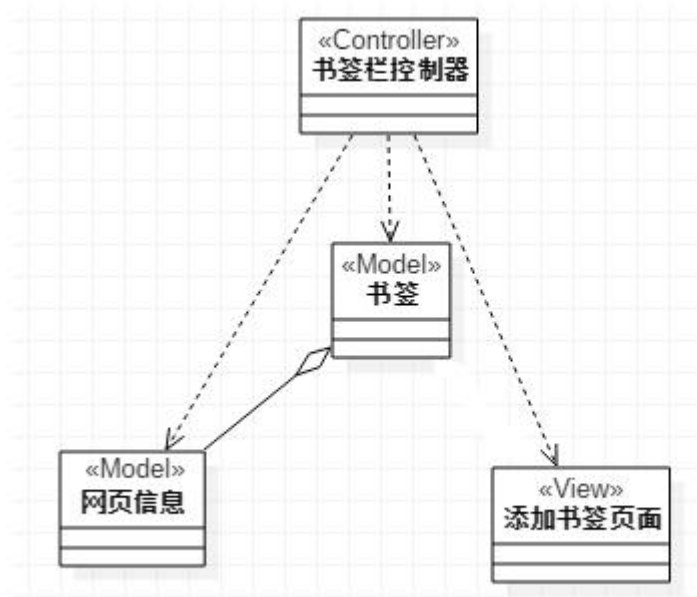 «Controller»
书签栏控制器
«Model»
书签
«Model»
网页信息
«View»
添加书签页面